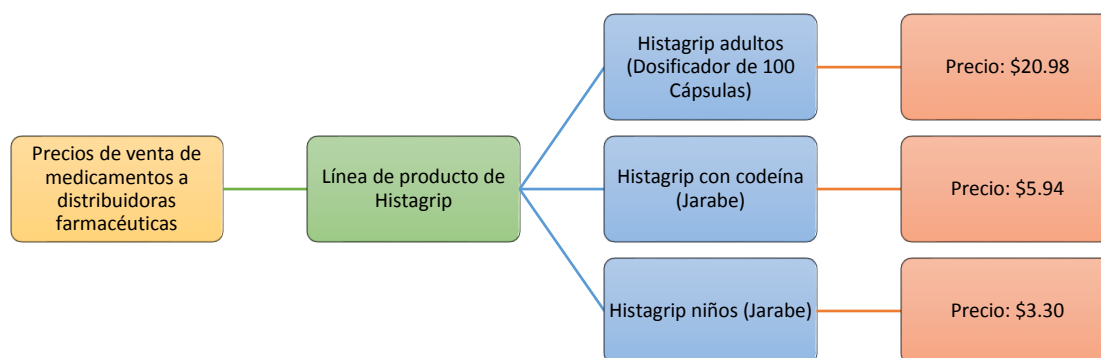 Precios de venta de
medicamentos a
distribuidoras
farmacéuticas
Línea de producto de
Histagrip
Histagrip adultos
(Dosificador de 100
Cápsulas)
Precio: $20.98
Histagrip con codeína
(Jarabe)
Precio: $5.94
Histagrip niños (Jarabe)
Precio: $3.30